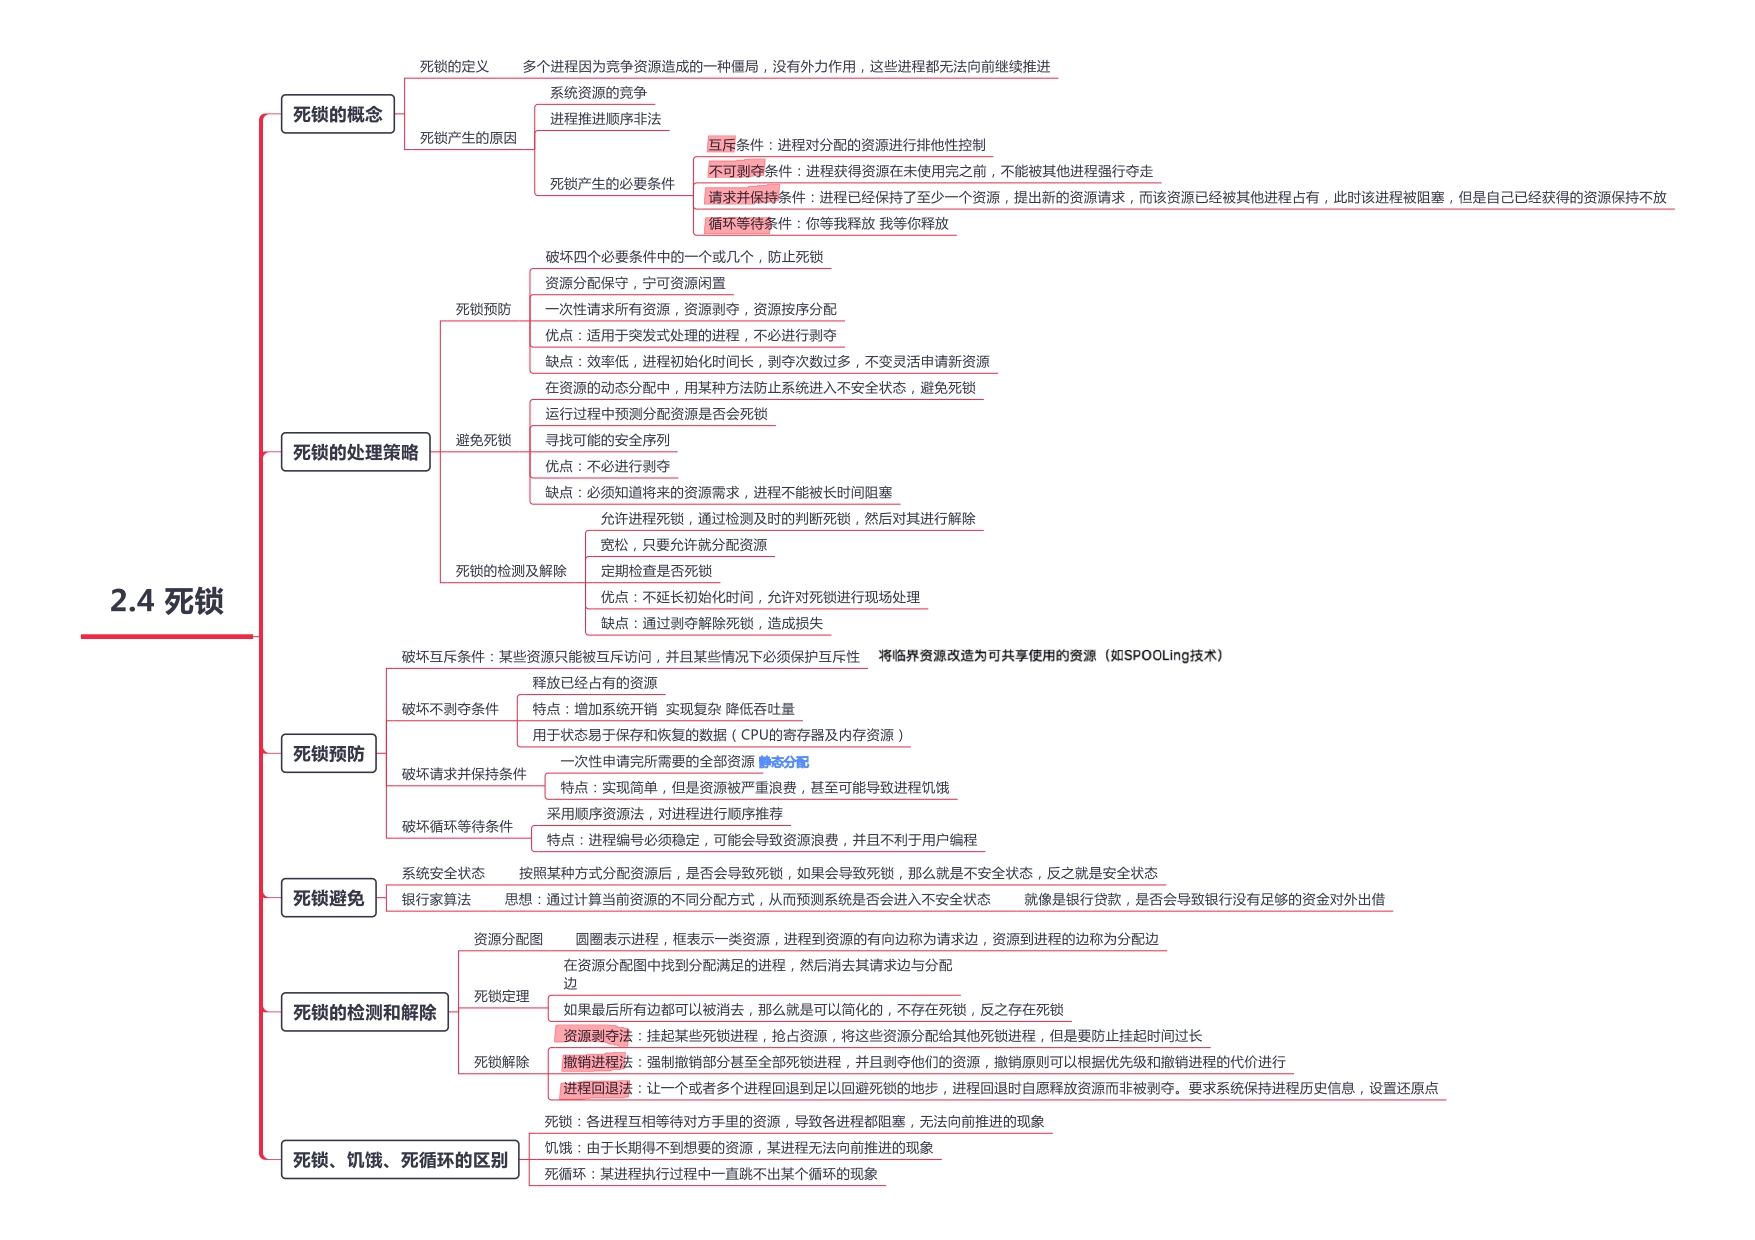 2.4 死锁
死锁的概念
死锁的定义
多个进程因为竞争资源造成的一种僵局，没有外力作用，这些进程都无法向前继续推进
死锁产生的原因
系统资源的竞争
进程推进顺序非法
死锁产生的必要条件
互斥条件：进程对分配的资源进行排他性控制
不可剥夺条件：进程获得资源在未使用完之前，不能被其他进程强行夺走
请求并保持条件：进程已经保持了至少一个资源，提出新的资源请求，而该资源已经被其他进程占有，此时该进程被阻塞，但是自己已经获得的资源保持不放
循环等待条件：你等我释放 我等你释放
死锁的处理策略
死锁预防
破坏四个必要条件中的一个或几个，防止死锁
资源分配保守，宁可资源闲置
一次性请求所有资源，资源剥夺，资源按序分配
优点：适用于突发式处理的进程，不必进行剥夺
缺点：效率低，进程初始化时间长，剥夺次数过多，不变灵活申请新资源
避免死锁
在资源的动态分配中，用某种方法防止系统进入不安全状态，避免死锁
运行过程中预测分配资源是否会死锁
寻找可能的安全序列
优点：不必进行剥夺
缺点：必须知道将来的资源需求，进程不能被长时间阻塞
死锁的检测及解除
允许进程死锁，通过检测及时的判断死锁，然后对其进行解除
宽松，只要允许就分配资源
定期检查是否死锁
优点：不延长初始化时间，允许对死锁进行现场处理
缺点：通过剥夺解除死锁，造成损失
死锁预防
破坏互斥条件：某些资源只能被互斥访问，并且某些情况下必须保护互斥性
将临界资源改造为可共享使用的资源（如SPOOLing技术）
破坏不剥夺条件
释放已经占有的资源
特点：增加系统开销 实现复杂 降低吞吐量
用于状态易于保存和恢复的数据（CPU的寄存器及内存资源）
破坏请求并保持条件
一次性申请完所需要的全部资源 静态分配
特点：实现简单，但是资源被严重浪费，甚至可能导致进程饥饿
破坏循环等待条件
采用顺序资源法，对进程进行顺序推荐
特点：进程编号必须稳定，可能会导致资源浪费，并且不利于用户编程
死锁避免
系统安全状态
按照某种方式分配资源后，是否会导致死锁，如果会导致死锁，那么就是不安全状态，反之就是安全状态
银行家算法
思想：通过计算当前资源的不同分配方式，从而预测系统是否会进入不安全状态
就像是银行贷款，是否会导致银行没有足够的资金对外出借
死锁的检测和解除
资源分配图
圆圈表示进程，框表示一类资源，进程到资源的有向边称为请求边，资源到进程的边称为分配边
死锁定理
在资源分配图中找到分配满足的进程，然后消去其请求边与分配
边
如果最后所有边都可以被消去，那么就是可以简化的，不存在死锁，反之存在死锁
死锁解除
资源剥夺法：挂起某些死锁进程，抢占资源，将这些资源分配给其他死锁进程，但是要防止挂起时间过长
撤销进程法：强制撤销部分甚至全部死锁进程，并且剥夺他们的资源，撤销原则可以根据优先级和撤销进程的代价进行
进程回退法：让一个或者多个进程回退到足以回避死锁的地步，进程回退时自愿释放资源而非被剥夺。要求系统保持进程历史信息，设置还原点
死锁、饥饿、死循环的区别
死锁：各进程互相等待对方手里的资源，导致各进程都阻塞，无法向前推进的现象
饥饿：由于长期得不到想要的资源，某进程无法向前推进的现象
死循环：某进程执行过程中一直跳不出某个循环的现象